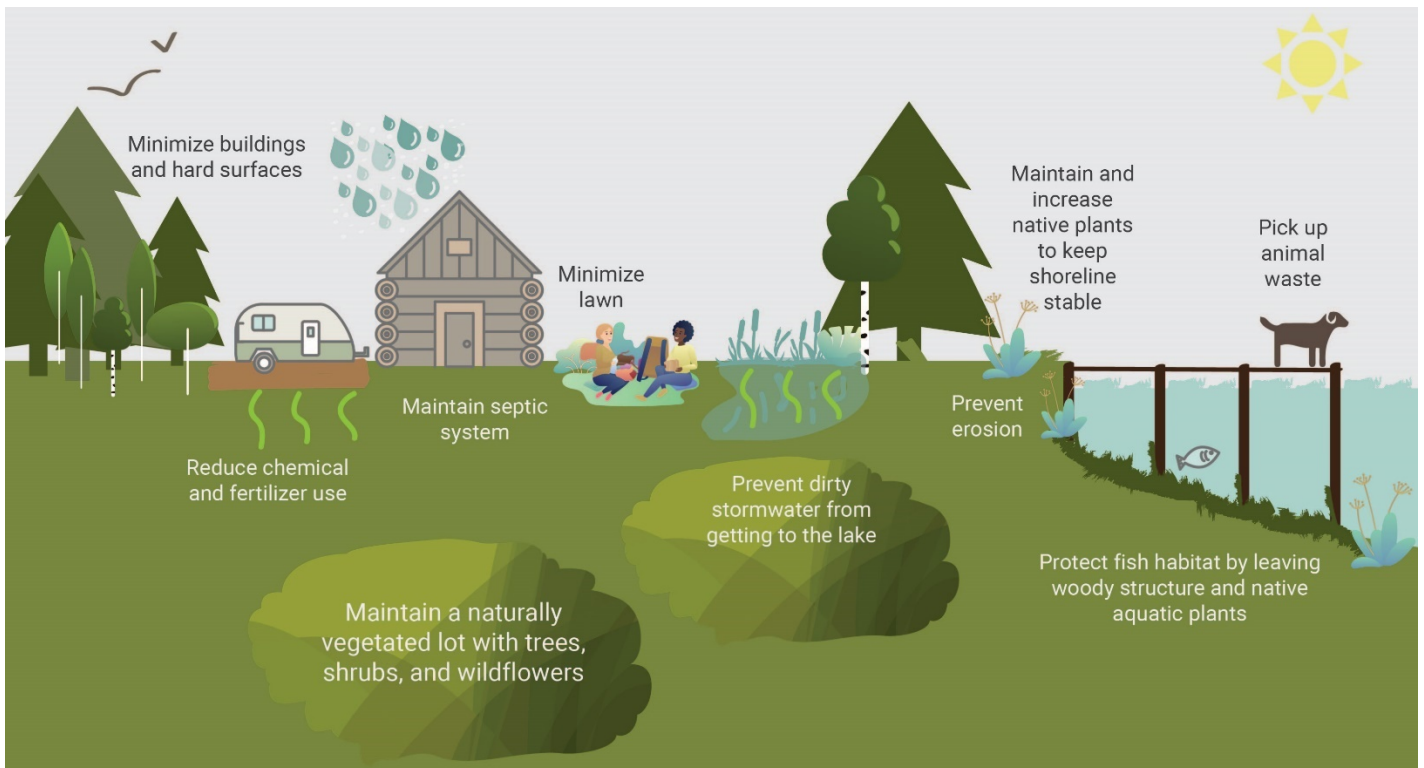 Minimize buildings
and hard surfaces
Minimize
lawn
Maintain and
increase
native plants
to keep
shoreline
stable
Pick up
animal
waste
Maintain septic
system
Prevent
erosion
Reduce chemical
and fertilizer use
Prevent dirty
stormwater from
getting to the lake
Protect fish habitat by leaving
woody structure and native
aquatic plants
Maintain a naturally
vegetated lot with trees,
shrubs, and wildflowers